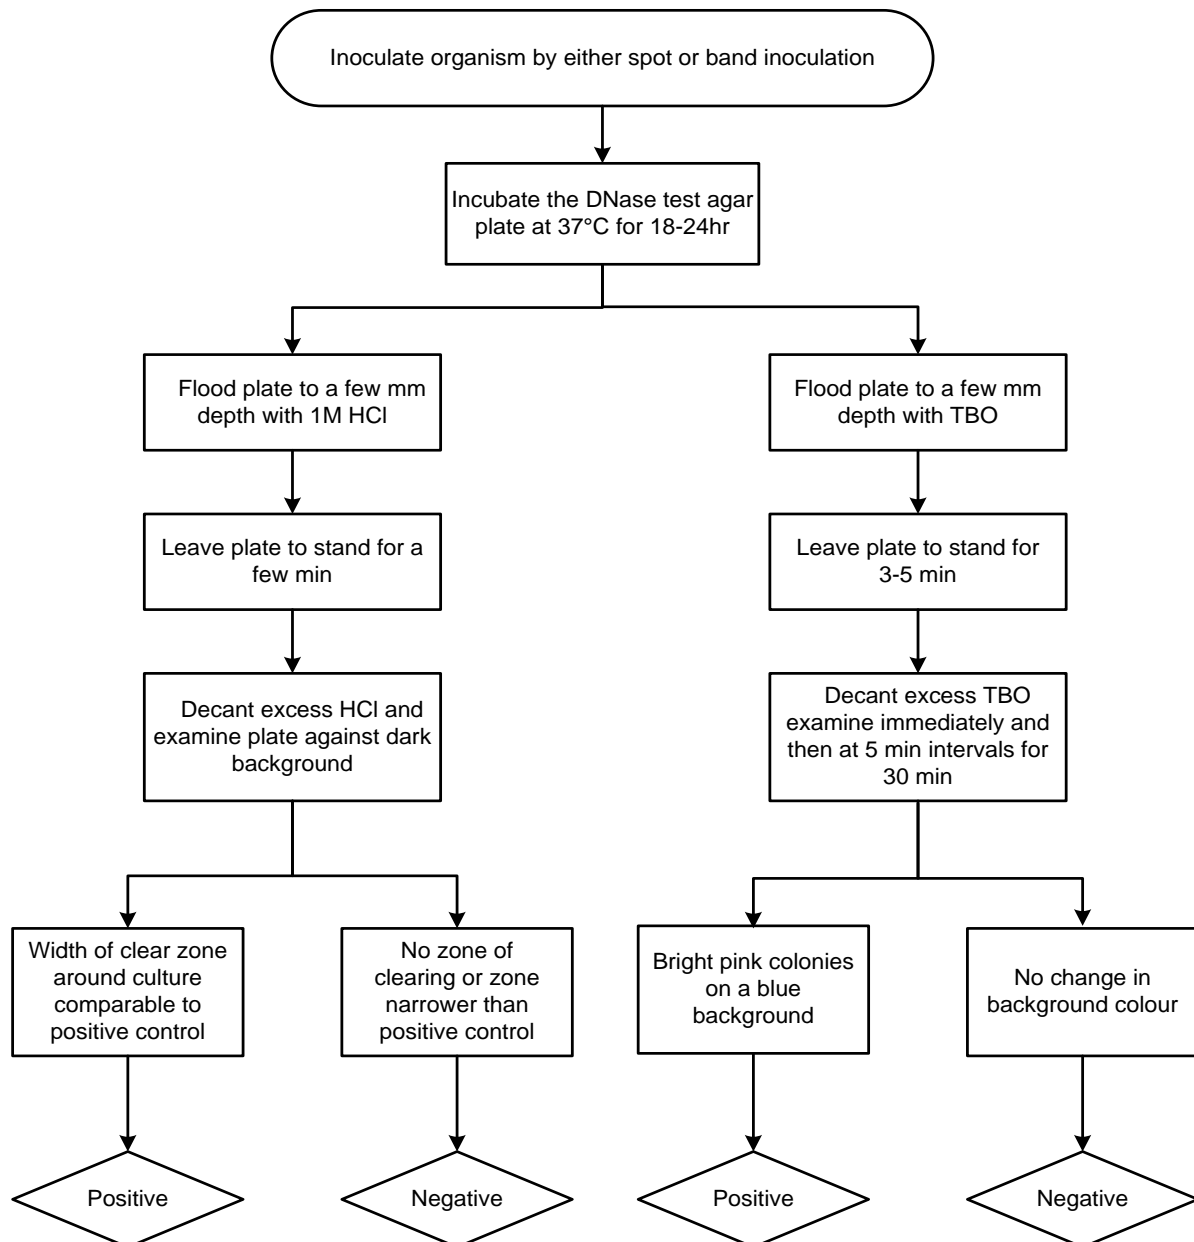 Inoculate organism by either spot or band inoculation
Incubate the DNase test agar
plate at 37°C for 18-24hr
Flood plate to a few mm
depth with 1M HCl
Flood plate to a few mm
depth with TBO
Leave plate to stand for a
few min
Leave plate to stand for
3-5 min
Decant excess HCl and
examine plate against dark
background
Decant excess TBO
examine immediately and
then at 5 min intervals for
30 min
Width of clear zone
around culture
comparable to
positive control
No zone of
clearing or zone
narrower than
positive control
Bright pink colonies
on a blue
background
No change in
background colour
Positive
Negative
Positive
Negative